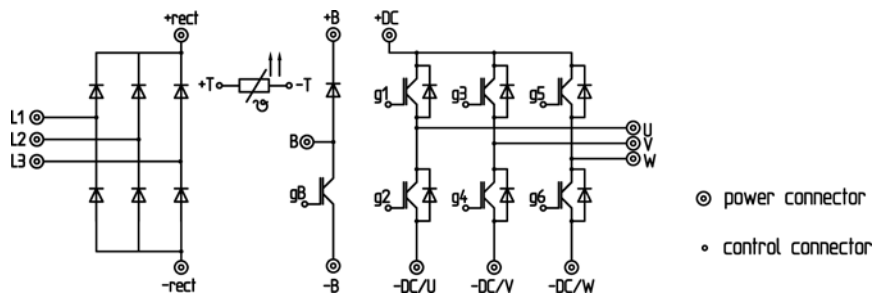 +rect
+B
+DC
+T
-T
ϑ
g1
g3
g5
L1
L2
L3
B
U
V
W
gB
g2
g4
g6
power connector
control connector
-rect
-B
-DC/U
-DC/V
-DC/W